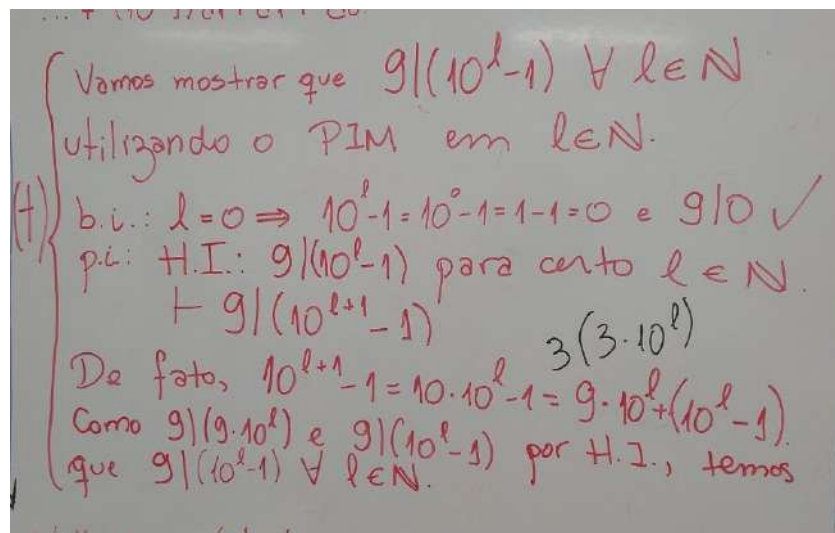 Vamos mostrar que 9|(10^l-1) ∀ l∈N
utilizando o PIM em l∈N.
(†)
b.i.: l=0 ⇒ 10^l-1=10^0-1=1-1=0 e 9|0 ✓
p.i: H.I.: 9|(10^l-1) para certo l ∈ N.
⊢ 9|(10^{l+1}-1)
3(3·10^l)
De fato, 10^{l+1}-1=10·10^l-1=9·10^l+(10^l-1).
Como 9|(9·10^l) e 9|(10^l-1) por H.I., temos
que 9|(10^l-1) ∀ l∈N.